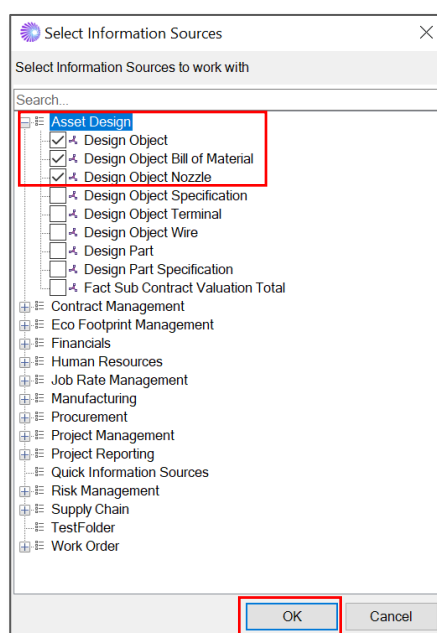 Select Information Sources
Select Information Sources to work with
Search...
Asset Design
Design Object
Design Object Bill of Material
Design Object Nozzle
Design Object Specification
Design Object Terminal
Design Object Wire
Design Part
Design Part Specification
Fact Sub Contract Valuation Total
Contract Management
Eco Footprint Management
Financials
Human Resources
Job Rate Management
Manufacturing
Procurement
Project Management
Project Reporting
Quick Information Sources
Risk Management
Supply Chain
TestFolder
Work Order
OK Cancel